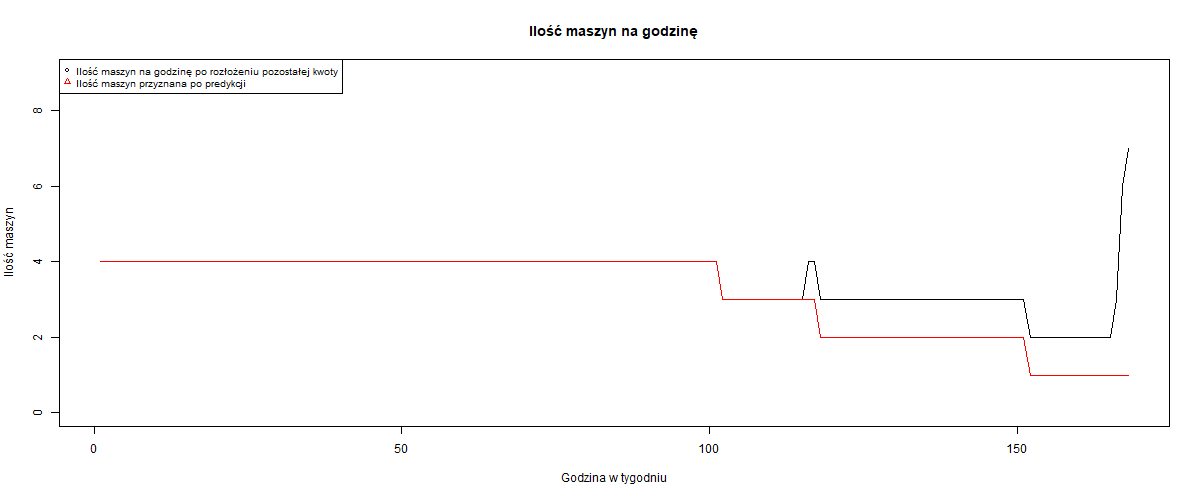 Ilość maszyn na godzinę
Ilość maszyn na godzinę po rozłożeniu pozostałej kwoty
Ilość maszyn przyznana po predykcji
Ilość maszyn
8
6
4
2
0
0 50 100 150
Godzina w tygodniu